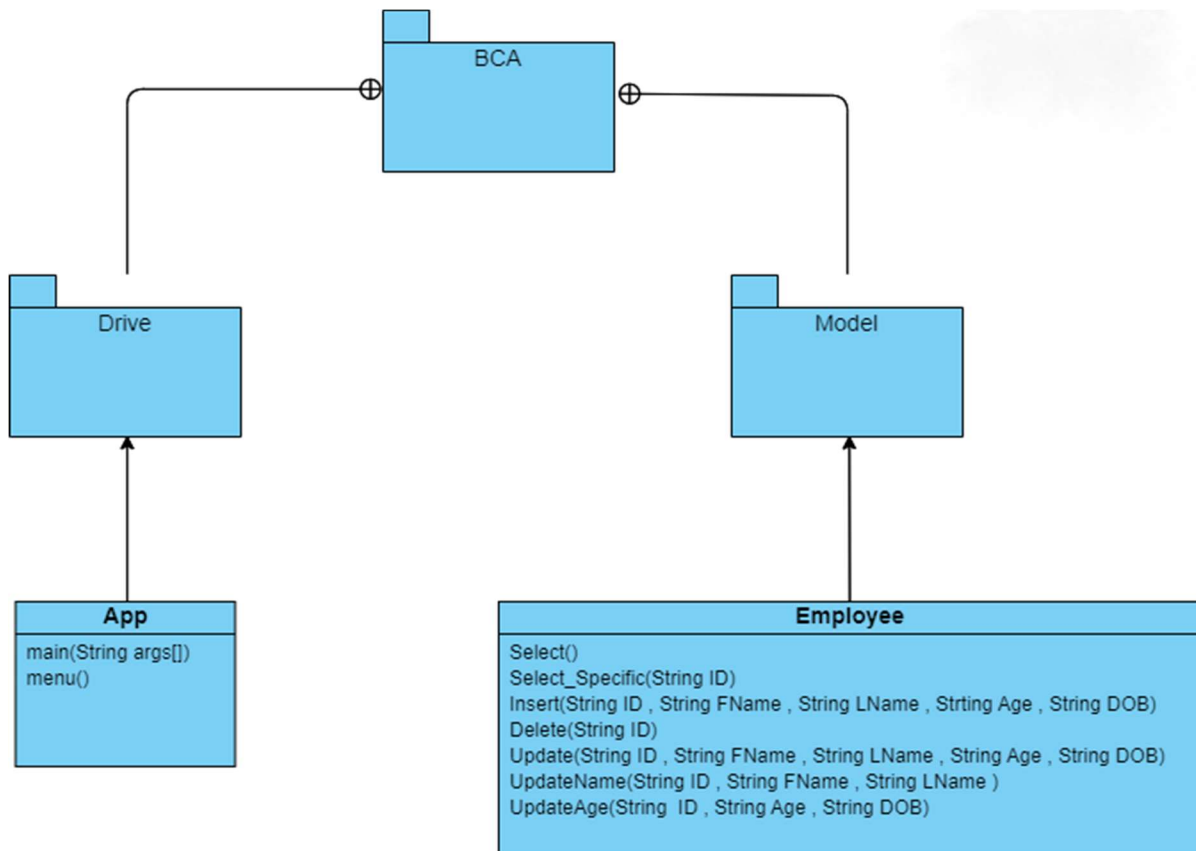 BCA
Drive
Model
App
main(String args[])
menu()
Employee
Select()
Select_Specific(String ID)
Insert(String ID , String FName , String LName , Strting Age , String DOB)
Delete(String ID)
Update(String ID , String FName , String LName , String Age , String DOB)
UpdateName(String ID , String FName , String LName )
UpdateAge(String  ID , String Age , String DOB)